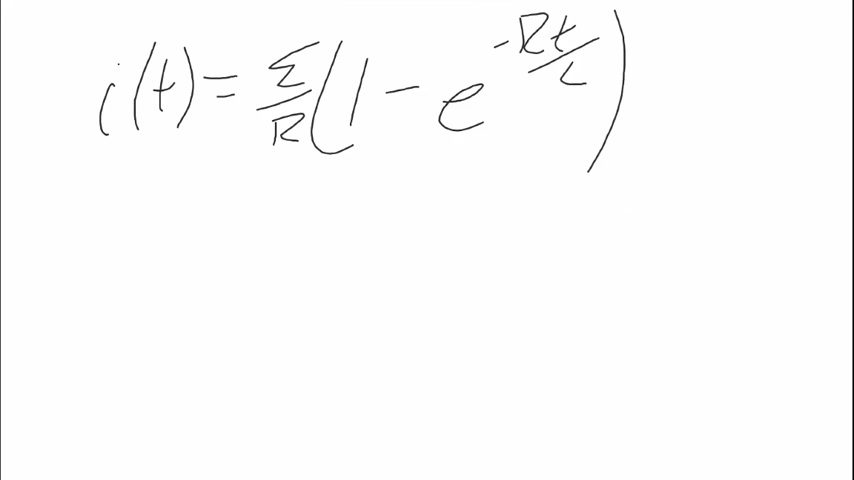 i(t) = Σ/R (1 - e^(-Rt/L))